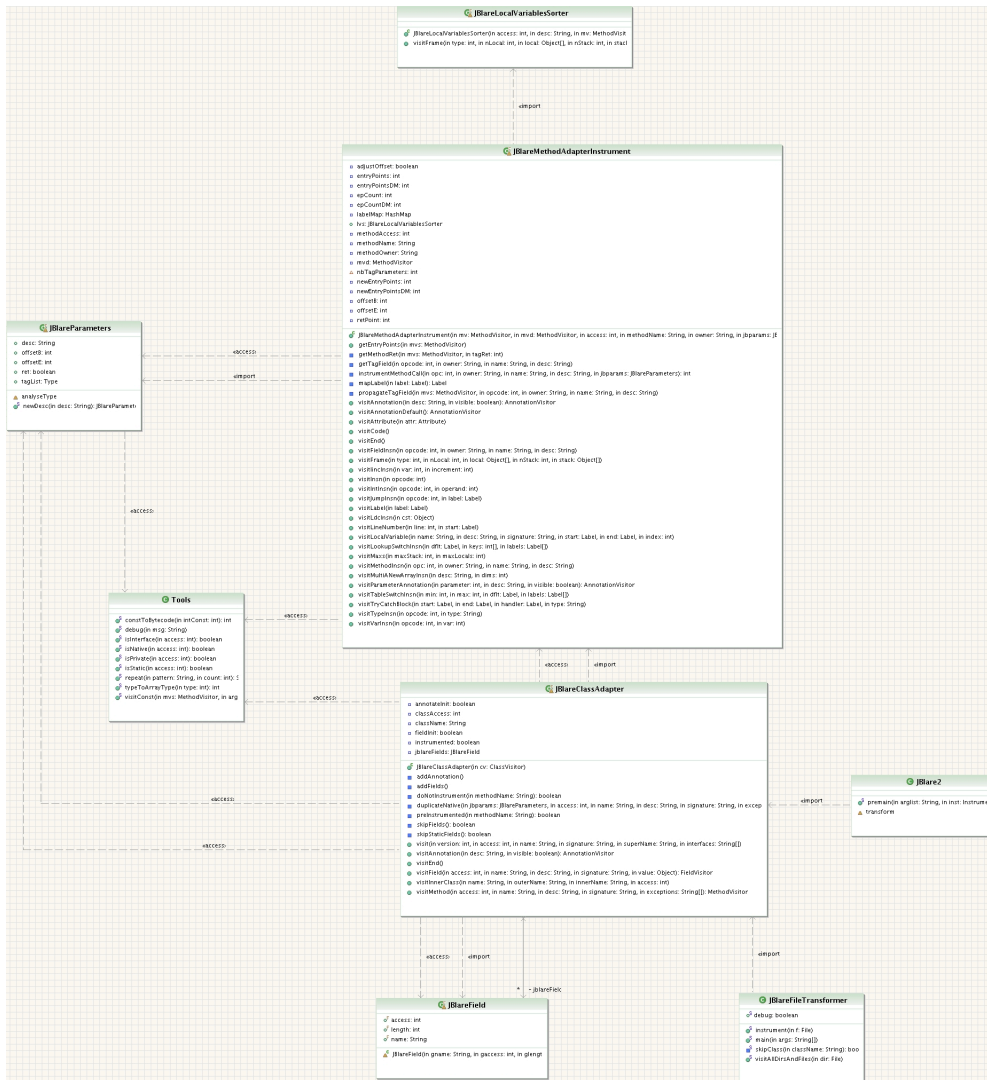 JBlareLocalVariablesSorter
JBlareLocalVariablesSorter(in access: int, in desc: String, in mv: MethodVisit
visitFrame(in type: int, in nLocal: int, in local: Object[], in nStack: int, in stacl
«import
JBlareMethodAdapterInstrument
adjustOffset: boolean
entryPoints: int
entryPointsDM: int
epCount: int
epCountDM: int
labelMap: HashMap
lvs: JBlareLocalVariablesSorter
methodAccess: int
methodName: String
methodOwner: String
mvd: MethodVisitor
nbTagParameters: int
newEntryPoints: int
newEntryPointsDM: int
offsetB: int
offsetE: int
retPoint: int
JBlareMethodAdapterInstrument(in mv: MethodVisitor, in mvd: MethodVisitor, in access: int, in methodName: String, in owner: String, in jbparams: JE
getEntryPoints(in mvs: MethodVisitor)
getMethodRet(in mvs: MethodVisitor, in tagRet: int)
getTagField(in opcode: int, in owner: String, in name: String, in desc: String)
instrumentMethodCall(in opc: int, in owner: String, in name: String, in desc: String, in jbparams: JBlareParameters): int
mapLabel(in label: Label): Label
propagateTagField(in mvs: MethodVisitor, in opcode: int, in owner: String, in name: String, in desc: String)
visitAnnotation(in desc: String, in visible: boolean): AnnotationVisitor
visitAnnotationDefault(): AnnotationVisitor
visitAttribute(in attr: Attribute)
visitCode()
visitEnd()
visitFieldInsn(in opcode: int, in owner: String, in name: String, in desc: String)
visitFrame(in type: int, in nLocal: int, in local: Object[], in nStack: int, in stack: Object[])
visitIincInsn(in var: int, in increment: int)
visitInsn(in opcode: int)
visitIntInsn(in opcode: int, in operand: int)
visitJumpInsn(in opcode: int, in label: Label)
visitLabel(in label: Label)
visitLdcInsn(in cst: Object)
visitLineNumber(in line: int, in start: Label)
visitLocalVariable(in name: String, in desc: String, in signature: String, in start: Label, in end: Label, in index: int)
visitLookupSwitchInsn(in dflt: Label, in keys: int[], in labels: Label[])
visitMaxs(in maxStack: int, in maxLocals: int)
visitMethodInsn(in opc: int, in owner: String, in name: String, in desc: String)
visitMultiANewArrayInsn(in desc: String, in dims: int)
visitParameterAnnotation(in parameter: int, in desc: String, in visible: boolean): AnnotationVisitor
visitTableSwitchInsn(in min: int, in max: int, in dflt: Label, in labels: Label[])
visitTryCatchBlock(in start: Label, in end: Label, in handler: Label, in type: String)
visitTypeInsn(in opcode: int, in type: String)
visitVarInsn(in opcode: int, in var: int)
JBlareParameters
desc: String
offsetB: int
offsetE: int
ret: boolean
tagList: Type
analyseType
newDesc(in desc: String): JBlareParamet
«access:
«import
«access:
Tools
constToBytecode(in intConst: int): int
debug(in msg: String)
isInterface(in access: int): boolean
isNative(in access: int): boolean
isPrivate(in access: int): boolean
isStatic(in access: int): boolean
repeat(in pattern: String, in count: int): S
typeToArrayType(in type: int): int
visitConst(in mvs: MethodVisitor, in arg
«access:
«access:
«import
«access:
JBlareClassAdapter
annotateInit: boolean
classAccess: int
className: String
fieldInit: boolean
instrumented: boolean
jblareFields: JBlareField
JBlareClassAdapter(in cv: ClassVisitor)
addAnnotation()
addFields()
doNotInstrument(in methodName: String): boolean
duplicateNative(in jbparams: JBlareParameters, in access: int, in name: String, in desc: String, in signature: String, in excep
preInstrumented(in methodName: String): boolean
skipFields(): boolean
skipStaticFields(): boolean
visit(in version: int, in access: int, in name: String, in signature: String, in superName: String, in interfaces: String[])
visitAnnotation(in desc: String, in visible: boolean): AnnotationVisitor
visitEnd()
visitField(in access: int, in name: String, in desc: String, in signature: String, in value: Object): FieldVisitor
visitInnerClass(in name: String, in outerName: String, in innerName: String, in access: int)
visitMethod(in access: int, in name: String, in desc: String, in signature: String, in exceptions: String[]): MethodVisitor
«access:
«access:
«import
JBlare2
premain(in arglist: String, in inst: Instrume
transform
«access:
«import
* - jblareFielc
«import
JBlareField
access: int
length: int
name: String
JBlareField(in gname: String, in gaccess: int, in glengt
JBlareFileTransformer
debug: boolean
instrument(in f: File)
main(in args: String[])
skipClass(in className: String): boo
visitAllDirsAndFiles(in dir: File)